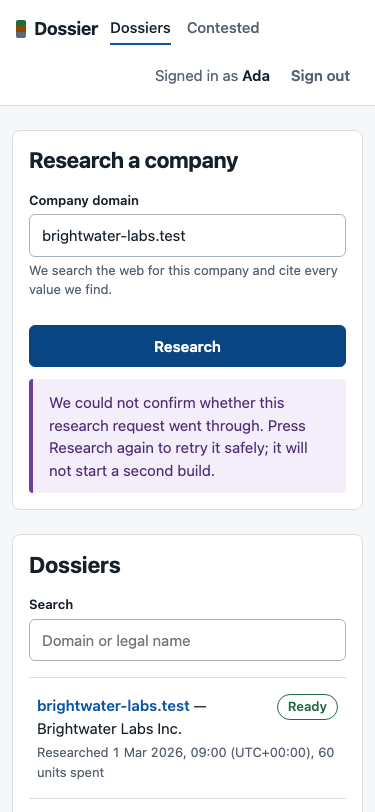 Dossier Dossiers Contested
Signed in as Ada Sign out
Research a company
Company domain
brightwater-labs.test
We search the web for this company and cite every
value we find.
Research
We could not confirm whether this
research request went through. Press
Research again to retry it safely; it will
not start a second build.
Dossiers
Search
Domain or legal name
brightwater-labs.test — Ready
Brightwater Labs Inc.
Researched 1 Mar 2026, 09:00 (UTC+00:00), 60
units spent